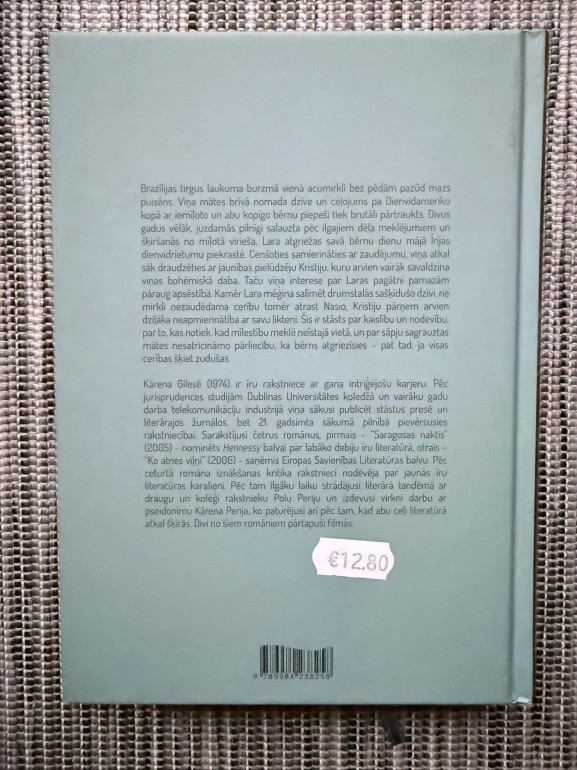 Brazīlijas tirgus laukuma burzmā vienā acumirklī bez pēdām pazūd mazs
puisēns. Viņa mātes brīvā nomada dzīve un ceļojums pa Dienvidameriku
kopā ar iemīļoto un abu kopīgo bērnu piepeši tiek brutāli pārtraukts. Divus
gadus vēlāk, juzdamās pilnīgi salauzta pēc ilgajiem dēla meklējumiem un
šķiršanās no mīļotā vīrieša, Lara atgriežas savā bērnu dienu mājā Īrijas
dienvidrietumu piekrastē. Cenšoties samierināties ar zaudējumu, viņa atkal
sāk draudzēties ar jaunības pielūdzēju Kristiju, kuru arvien vairāk savaldzina
viņas bohēmiskā daba. Taču viņa interese par Laras pagātni pamazām
pāraug apsēstībā. Kamēr Lara mēģina salīmēt drumstalās sašķīdušo dzīvi, ne
mirkli nezaudēdama cerību tomēr atrast Nasio, Kristiju pārņem arvien
dziļāka neapmierinātība ar savu likteni. Šis ir stāsts par kaislību un nodevību,
par to, kas notiek, kad mīlestību meklē neīstajā vietā, un par sāpju sagrauztas
mātes nesatricināmo pārliecību, ka bērns atgriezīsies – pat tad, ja visas
cerības šķiet zudušas.
Kārena Gilesē (1974) ir īru rakstniece ar gana intriģējošu karjeru. Pēc
jurisprudences studijām Dublinas Universitātes koledžā un vairāku gadu
darba telekomunikāciju industrijā viņa sākusi publicēt stāstus presē un
literārajos žurnālos, bet 21. gadsimta sākumā pilnībā pievērsusies
rakstniecībai. Sarakstījusi četrus romānus, pirmais - "Saragosas naktis"
(2005) - nominēts Hennessy balvai par labāko debiju īru literatūrā, otrais -
"Ko atnes viļņi" (2006) - saņēmis Eiropas Savienības Literatūras balvu. Pēc
ceturtā romāna iznākšanas kritika rakstnieci nodēvēja par jaunās īru
literatūras karalieni. Pēc tam ilgāku laiku strādājusi literārā tandēmā ar
draugu un kolēģi rakstnieku Polu Periju un izdevusi virkni darbu ar
pseidonīmu Kārena Perija, ko paturējusi arī pēc tam, kad abu ceļi literatūrā
atkal šķīrās. Divi no šiem romāniem pārtapuši filmās.
€12.80
9 789984 238258